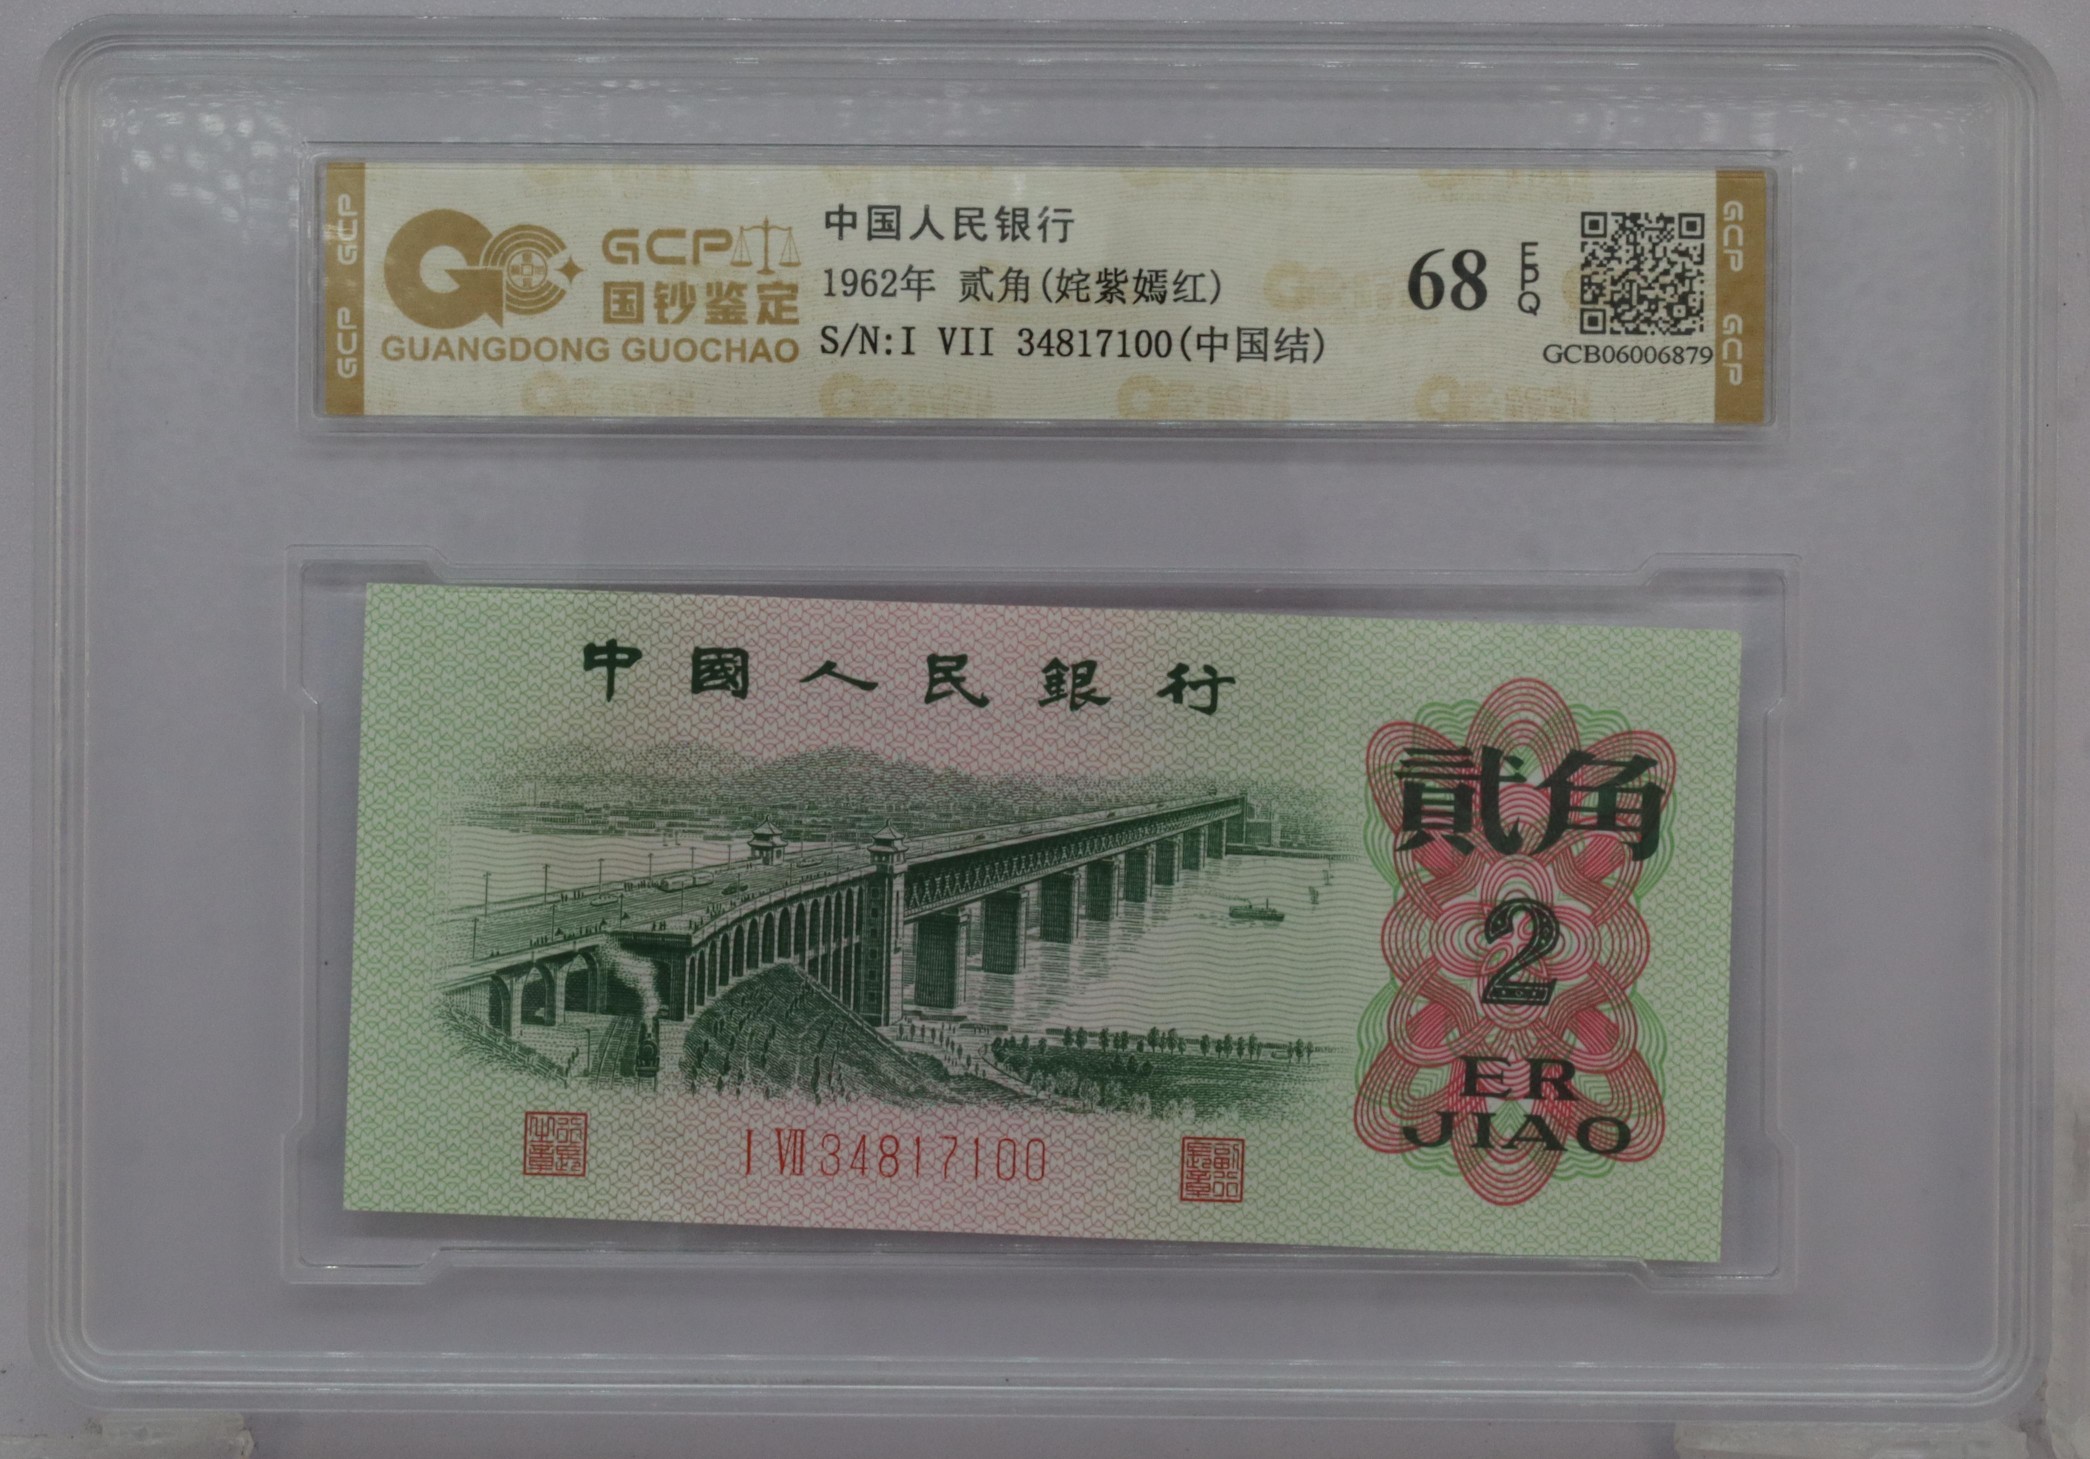 GCP GCP
GCP
国钞鉴定
GUANGDONG GUOCHAO
中国人民银行
1962年 贰角(姹紫嫣红)
S/N:I VII 34817100(中国结)
68 EPQ
GCB06006879
GCP GCP
中國人民銀行
貳角
2
ER
JIAO
I VII 34817100